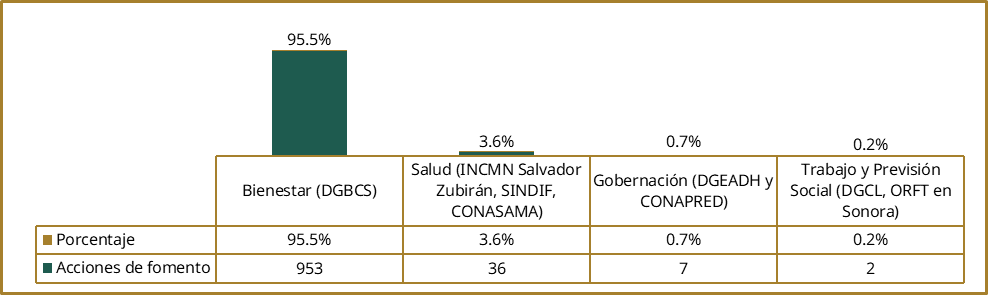 95.5%
3.6%
0.7%
0.2%
Bienestar (DGBCS)
Salud (INCMN Salvador
Zubirán, SINDIF,
CONASAMA)
Gobernación (DGEADH y
CONAPRED)
Trabajo y Previsión
Social (DGCL, ORFT en
Sonora)
Porcentaje 95.5% 3.6% 0.7% 0.2%
Acciones de fomento 953 36 7 2